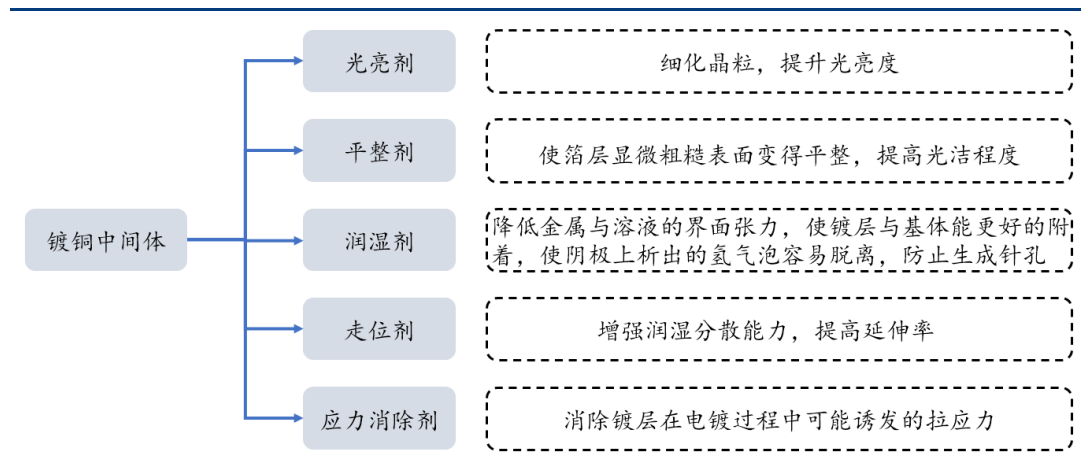 光亮剂
细化晶粒，提升光亮度
平整剂
使箔层显微粗糙表面变得平整，提高光洁程度
镀铜中间体
润湿剂
降低金属与溶液的界面张力，使镀层与基体能更好的附
着，使阴极上析出的氢气泡容易脱离，防止生成针孔
走位剂
增强润湿分散能力，提高延伸率
应力消除剂
消除镀层在电镀过程中可能诱发的拉应力